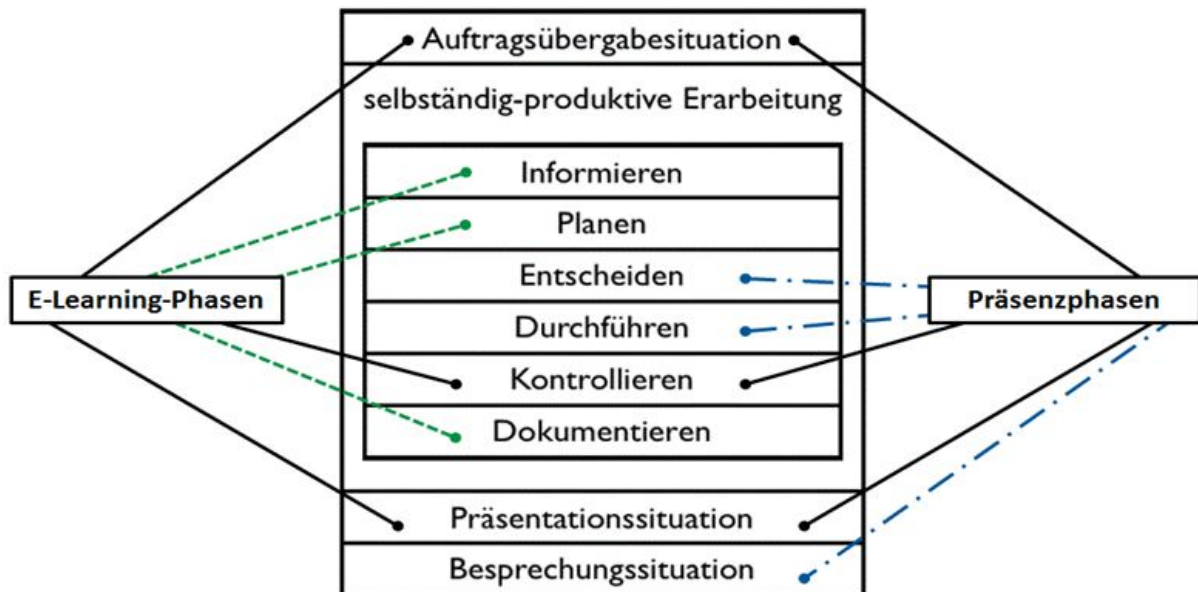 Auftragsübergabesituation
selbständig-produktive Erarbeitung
Informieren
Planen
Entscheiden
E-Learning-Phasen
Präsenzphasen
Durchführen
Kontrollieren
Dokumentieren
Präsentationssituation
Besprechungssituation